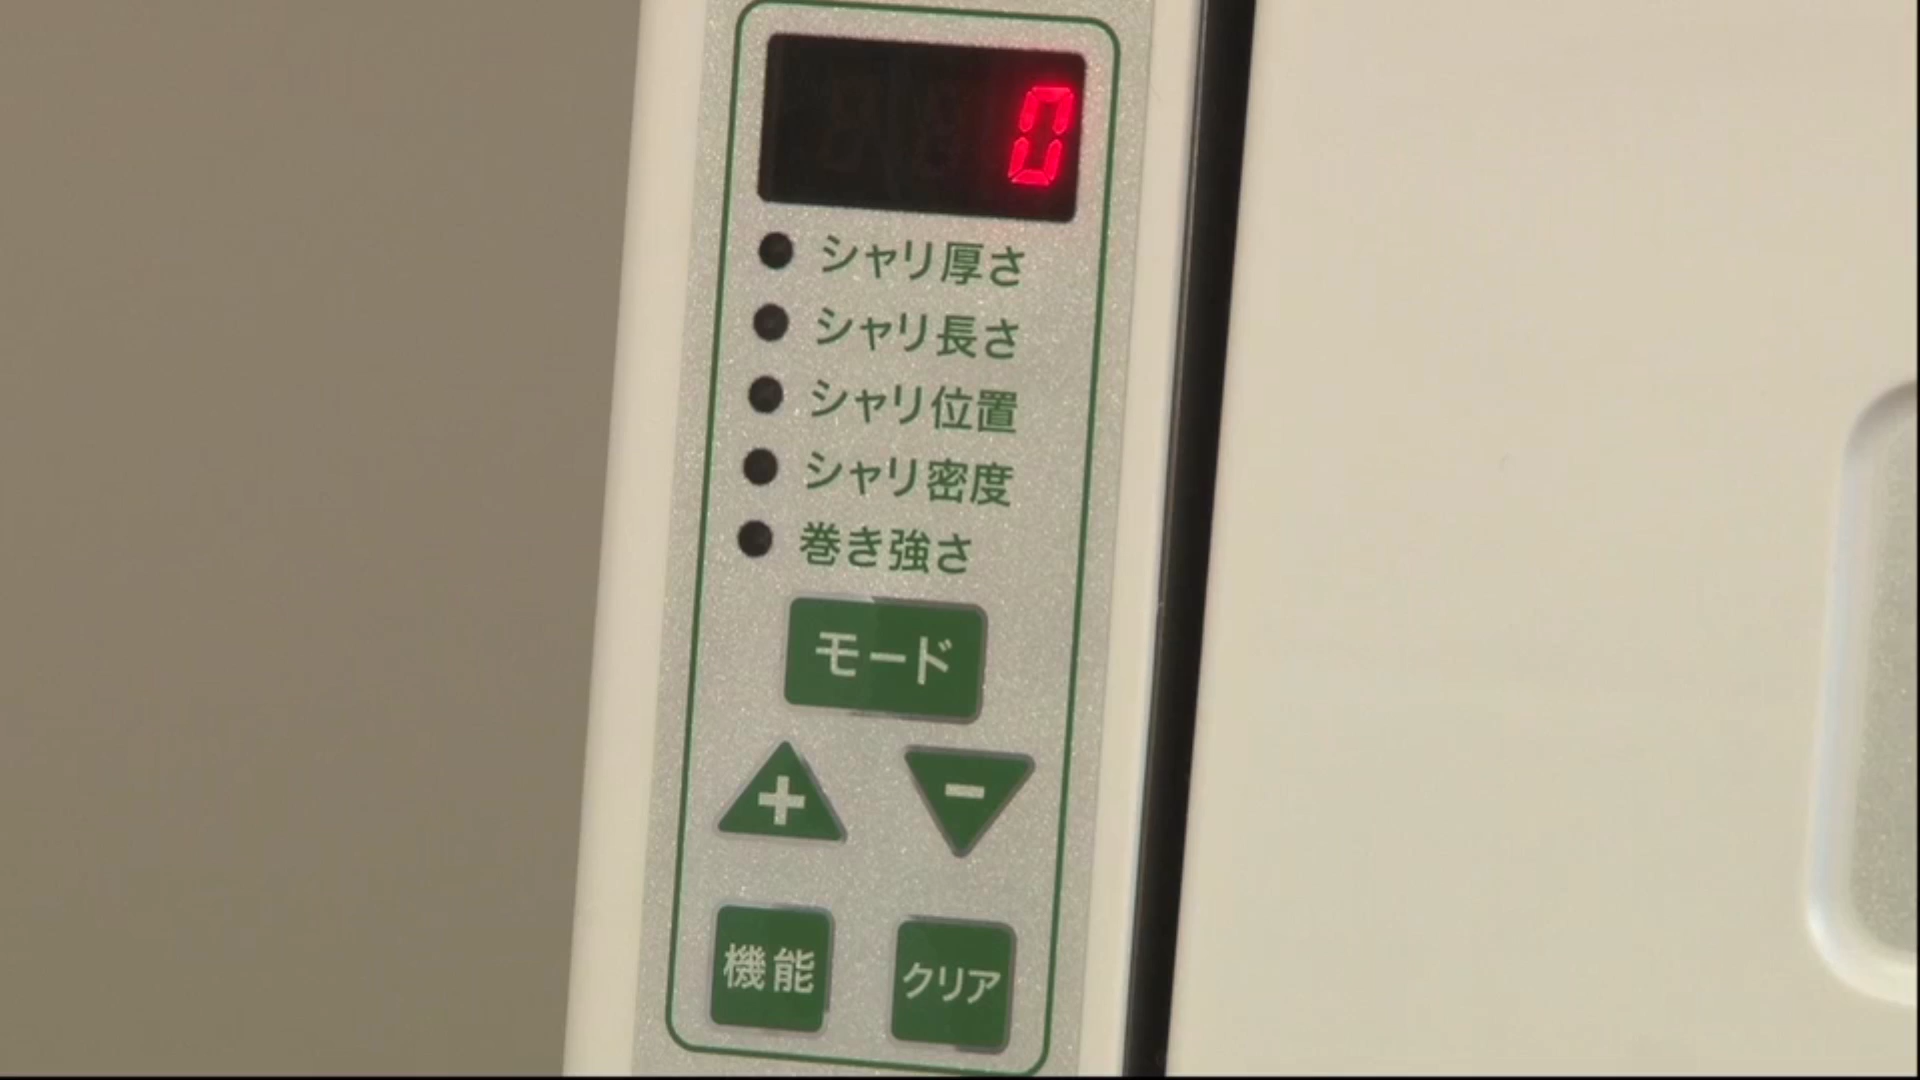 0
シャリ厚さ
シャリ長さ
シャリ位置
シャリ密度
巻き強さ
モード
+ −
機能 クリア